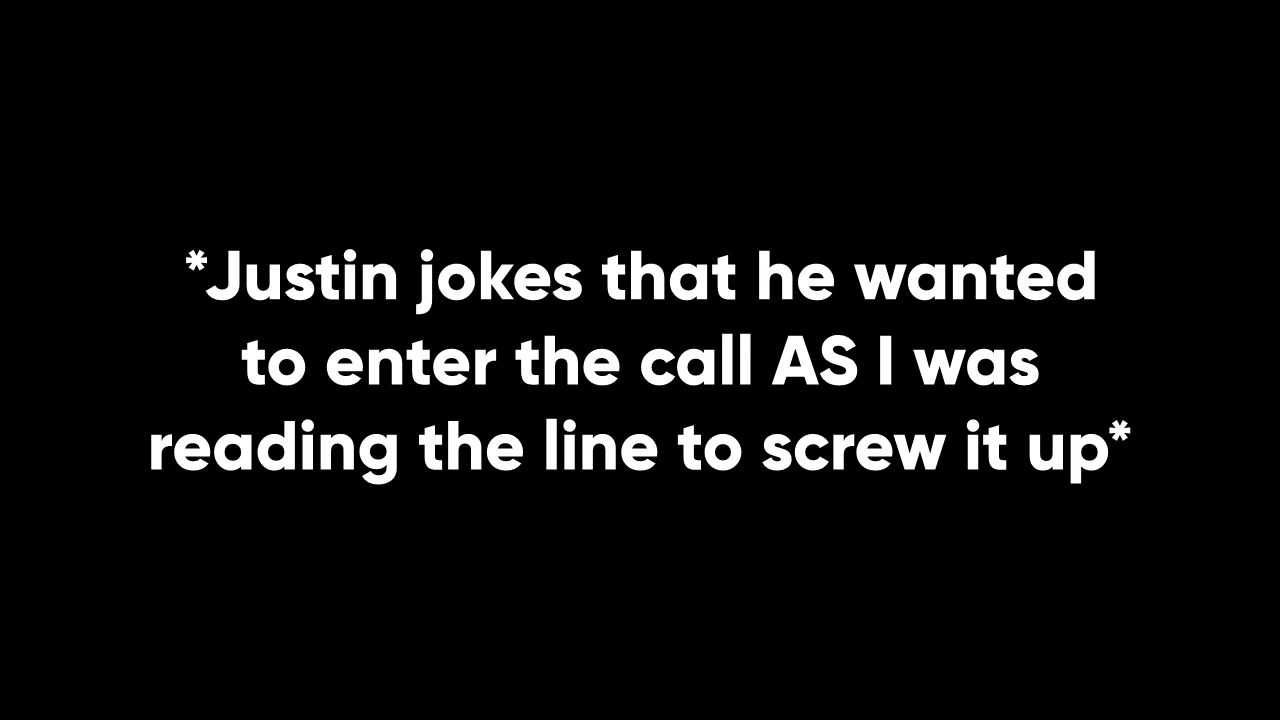 *Justin jokes that he wanted
to enter the call AS I was
reading the line to screw it up*